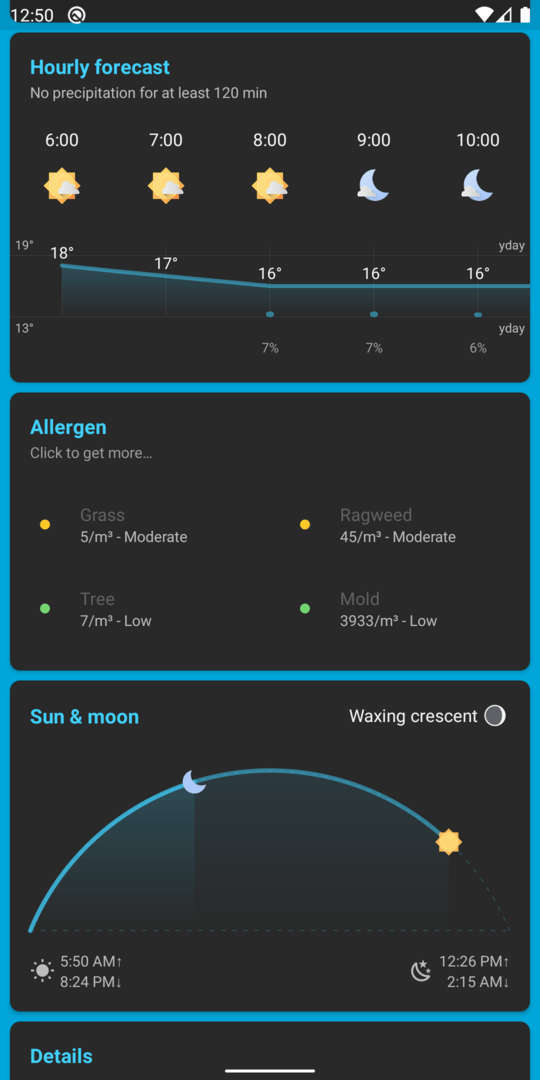 12:50
Hourly forecast
No precipitation for at least 120 min
6:00 7:00 8:00 9:00 10:00
19° yday
18° 17° 16° 16° 16°
13° yday
7% 7% 6%
Allergen
Click to get more…
Grass Ragweed
5/m³ - Moderate 45/m³ - Moderate
Tree Mold
7/m³ - Low 3933/m³ - Low
Sun & moon Waxing crescent
5:50 AM↑ 12:26 PM↑
8:24 PM↓ 2:15 AM↓
Details